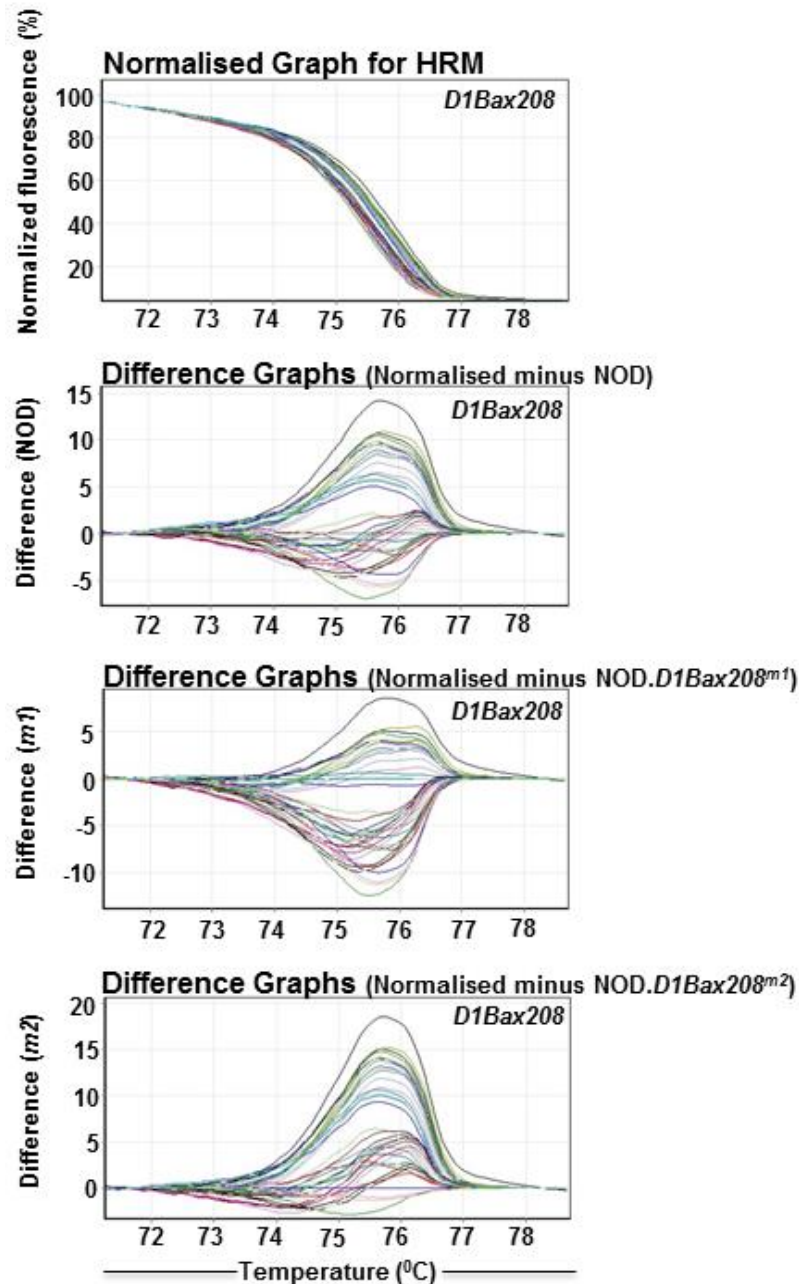 Normalised Graph for HRM
D1Bax208
Normalized fluorescence (%)
100
80
60
40
20
72 73 74 75 76 77 78
Difference Graphs (Normalised minus NOD)
D1Bax208
Difference (NOD)
15
10
5
0
-5
72 73 74 75 76 77 78
Difference Graphs (Normalised minus NOD.D1Bax208m1)
D1Bax208
Difference (m1)
5
0
-5
-10
72 73 74 75 76 77 78
Difference Graphs (Normalised minus NOD.D1Bax208m2)
D1Bax208
Difference (m2)
20
15
10
5
0
72 73 74 75 76 77 78
Temperature (⁰C)